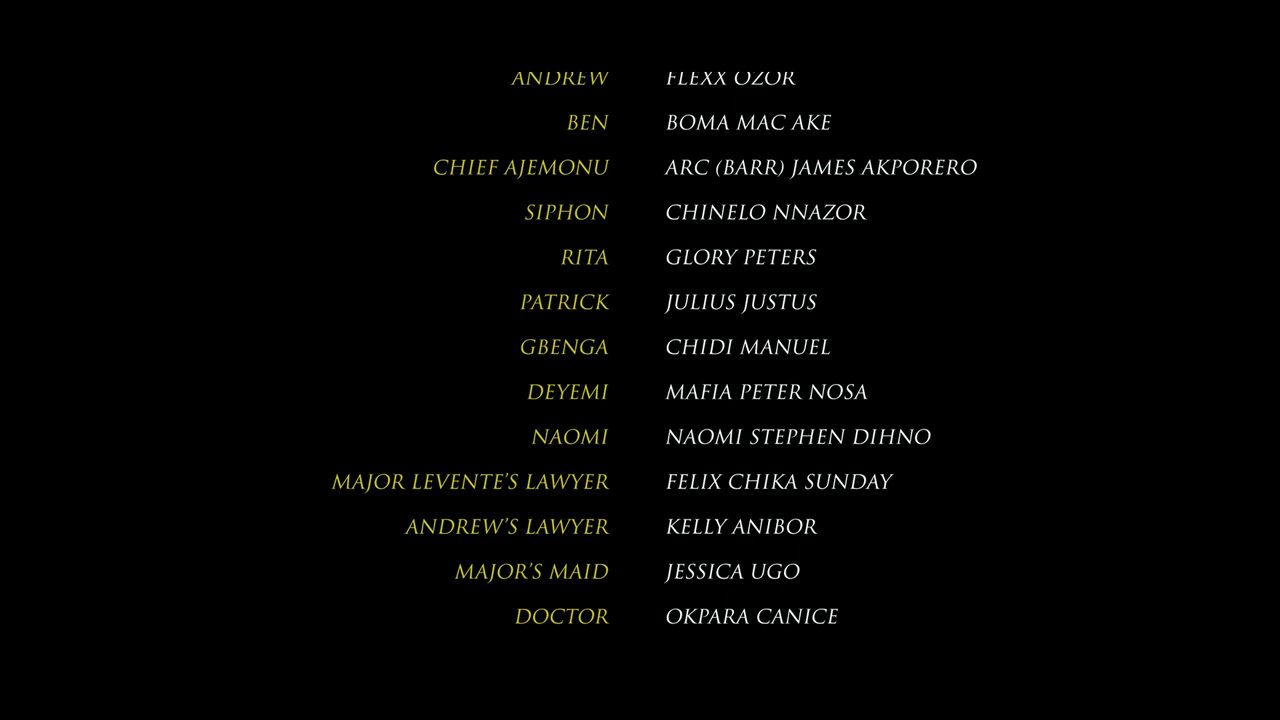 ANDREW FLEXX OZOR
BEN BOMA MAC AKE
CHIEF AJEMONU ARC (BARR) JAMES AKPORERO
SIPHON CHINELO NNAZOR
RITA GLORY PETERS
PATRICK JULIUS JUSTUS
GBENGA CHIDI MANUEL
DEYEMI MAFIA PETER NOSA
NAOMI NAOMI STEPHEN DIHNO
MAJOR LEVENTE’S LAWYER FELIX CHIKA SUNDAY
ANDREW’S LAWYER KELLY ANIBOR
MAJOR’S MAID JESSICA UGO
DOCTOR OKPARA CANICE